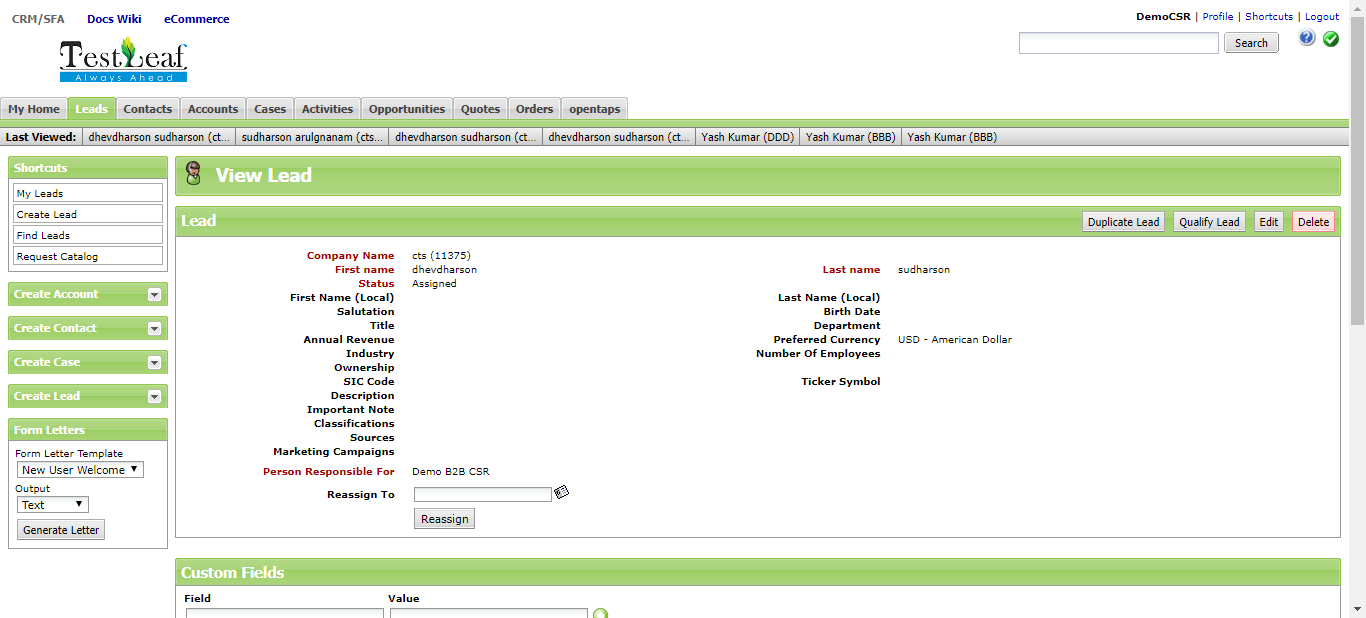 CRM/SFA Docs Wiki eCommerce
DemoCSR | Profile | Shortcuts | Logout
Search
TestLeaf
Always Ahead
My Home Leads Contacts Accounts Cases Activities Opportunities Quotes Orders opentaps
Last Viewed: dhevdharson sudharson (ct... sudharson arulgnanam (cts... dhevdharson sudharson (ct... dhevdharson sudharson (ct... Yash Kumar (DDD) Yash Kumar (BBB) Yash Kumar (BBB)
Shortcuts
My Leads
Create Lead
Find Leads
Request Catalog
Create Account
Create Contact
Create Case
Create Lead
Form Letters
Form Letter Template
New User Welcome
Output
Text
Generate Letter
View Lead
Lead Duplicate Lead Qualify Lead Edit Delete
Company Name cts (11375)
First name dhevdharson Last name sudharson
Status Assigned
First Name (Local) Last Name (Local)
Salutation Birth Date
Title Department
Annual Revenue Preferred Currency USD - American Dollar
Industry Number Of Employees
Ownership
SIC Code Ticker Symbol
Description
Important Note
Classifications
Sources
Marketing Campaigns
Person Responsible For Demo B2B CSR
Reassign To
Reassign
Custom Fields
Field Value